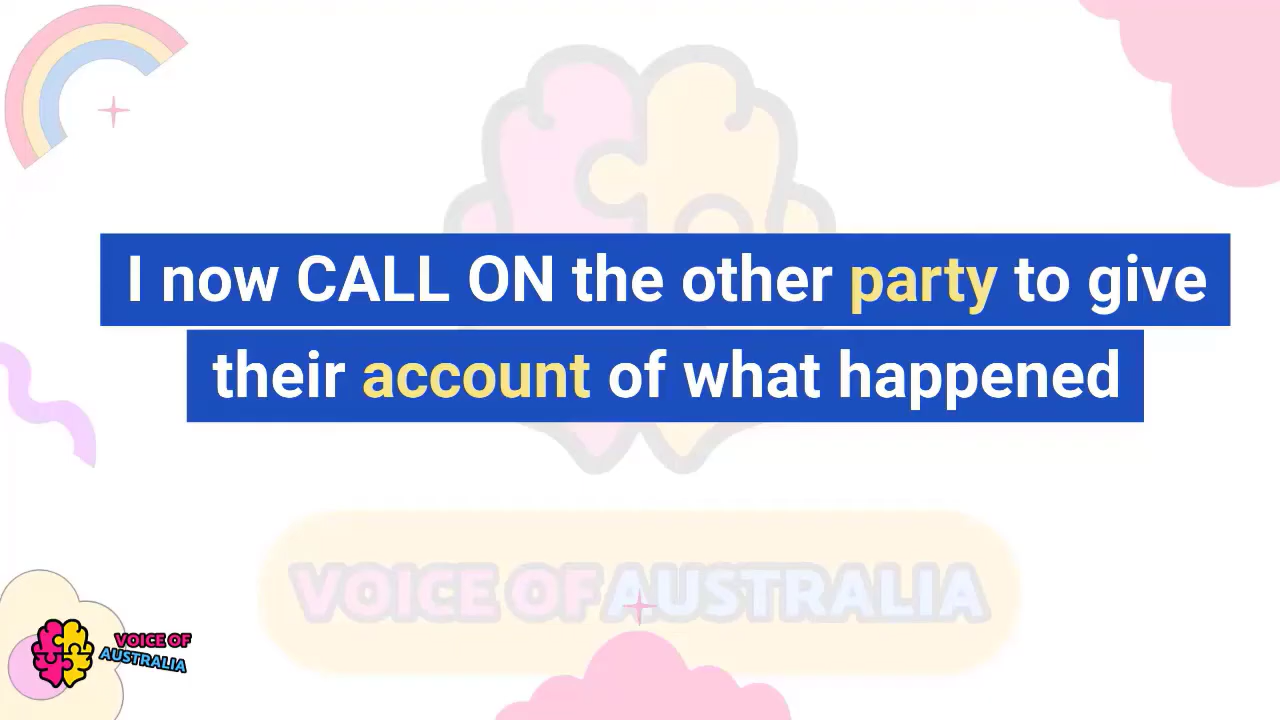 I now CALL ON the other party to give
their account of what happened
VOICE OF AUSTRALIA
VOICE OF
AUSTRALIA